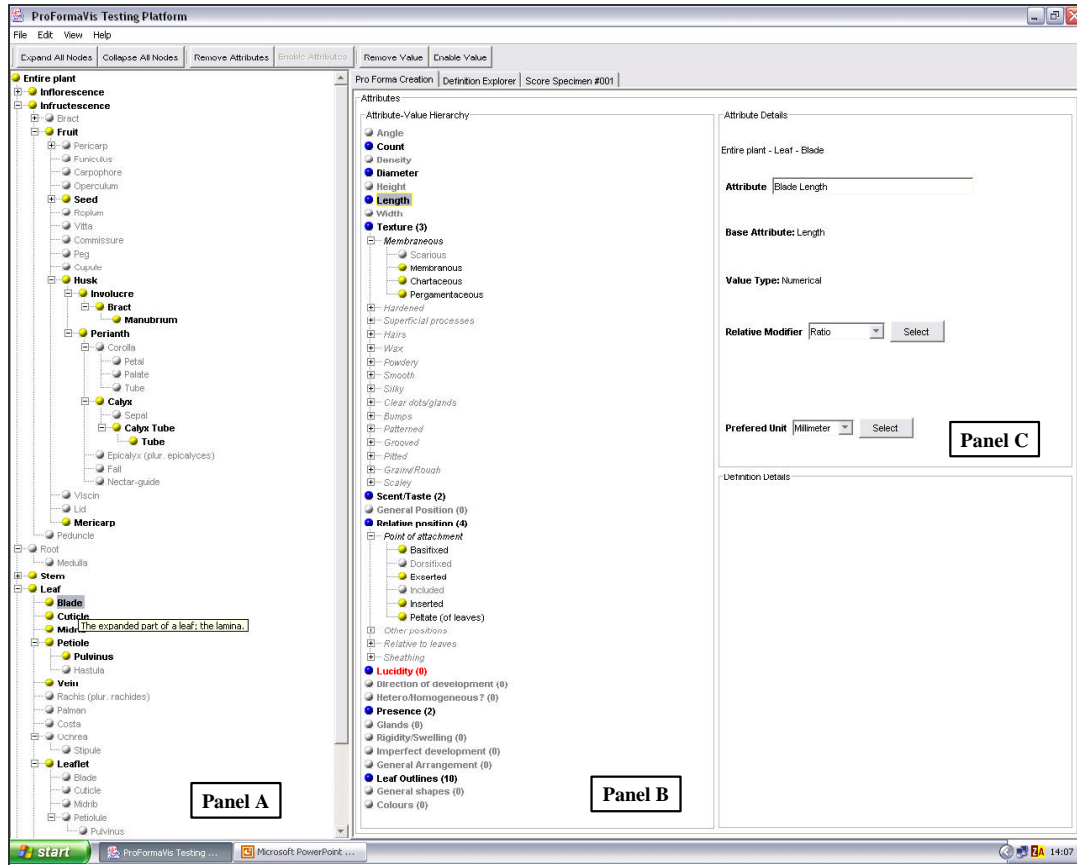 ProFormaVis Testing Platform
File Edit View Help
Expand All Nodes Collapse All Nodes Remove Attributes Enable Attributes Remove Value Enable Value
Entire plant
Inflorescence
Infructescence
Bract
Fruit
Pericarp
Funiculus
Carpophore
Operculum
Seed
Replum
Vitta
Commissure
Peg
Cupule
Husk
Involucre
Bract
Manubrium
Perianth
Corolla
Petal
Palate
Tube
Calyx
Sepal
Calyx Tube
Tube
Epicalyx (plur. epicalyces)
Fall
Nectar-guide
Viscin
Lid
Mericarp
Peduncle
Root
Medulla
Stem
Leaf
Blade
Cuticle
The expanded part of a leaf; the lamina.
Midrib
Petiole
Pulvinus
Hastula
Vein
Rachis (plur. rachides)
Palman
Costa
Ochrea
Stipule
Leaflet
Blade
Cuticle
Midrib
Petiolule
Pulvinus
Panel A
Pro Forma Creation Definition Explorer Score Specimen #001
Attributes
Attribute-Value Hierarchy
Angle
Count
Density
Diameter
Height
Length
Width
Texture (3)
Membraneous
Scarious
Membranous
Chartaceous
Pergamentaceous
Hardened
Superficial processes
Hairs
Wax
Powdery
Smooth
Silky
Clear dots/glands
Bumps
Patterned
Grooved
Pitted
Grainy/Rough
Scaley
Scent/Taste (2)
General Position (0)
Relative position (4)
Point of attachment
Basifixed
Dorsifixed
Exserted
Included
Inserted
Peltate (of leaves)
Other positions
Relative to leaves
Sheathing
Lucidity (0)
Direction of development (0)
Hetero/Homogeneous? (0)
Presence (2)
Glands (0)
Rigidity/Swelling (0)
Imperfect development (0)
General Arrangement (0)
Leaf Outlines (10)
General shapes (0)
Colours (0)
Panel B
Attribute Details
Entire plant - Leaf - Blade
Attribute Blade Length
Base Attribute: Length
Value Type: Numerical
Relative Modifier Ratio Select
Prefered Unit Millimeter Select
Panel C
Definition Details
start ProFormaVis Testing ... Microsoft PowerPoint ... ZA 14:07